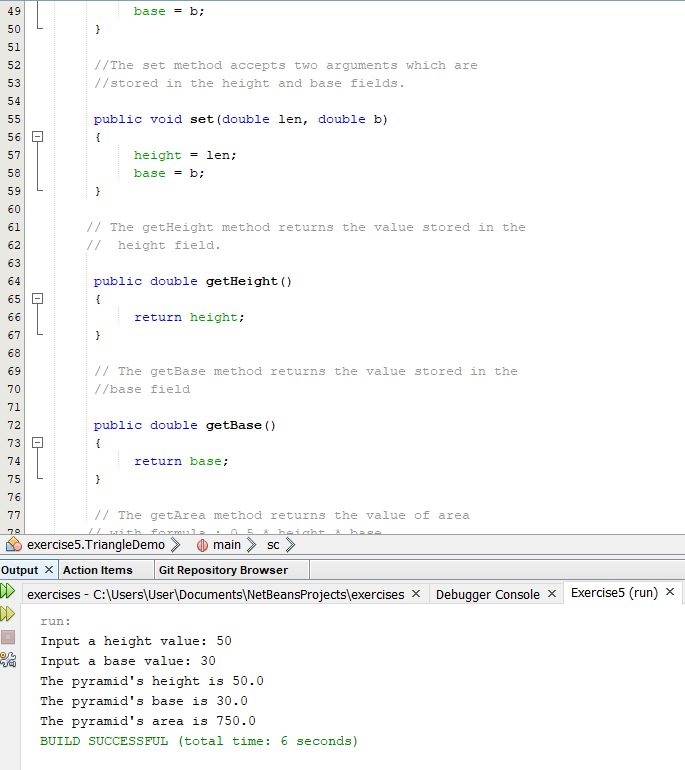 49 base = b;
50 }
51
52 //The set method accepts two arguments which are
53 //stored in the height and base fields.
54
55 public void set(double len, double b)
56 {
57 height = len;
58 base = b;
59 }
60
61 // The getHeight method returns the value stored in the
62 //  height field.
63
64 public double getHeight()
65 {
66 return height;
67 }
68
69 // The getBase method returns the value stored in the
70 //base field
71
72 public double getBase()
73 {
74 return base;
75 }
76
77 // The getArea method returns the value of area
78 // with formula : 0.5 * height * base
exercise5.TriangleDemo main sc
Output × Action Items Git Repository Browser
exercises - C:\Users\User\Documents\NetBeansProjects\exercises × Debugger Console × Exercise5 (run) ×
run:
Input a height value: 50
Input a base value: 30
The pyramid's height is 50.0
The pyramid's base is 30.0
The pyramid's area is 750.0
BUILD SUCCESSFUL (total time: 6 seconds)